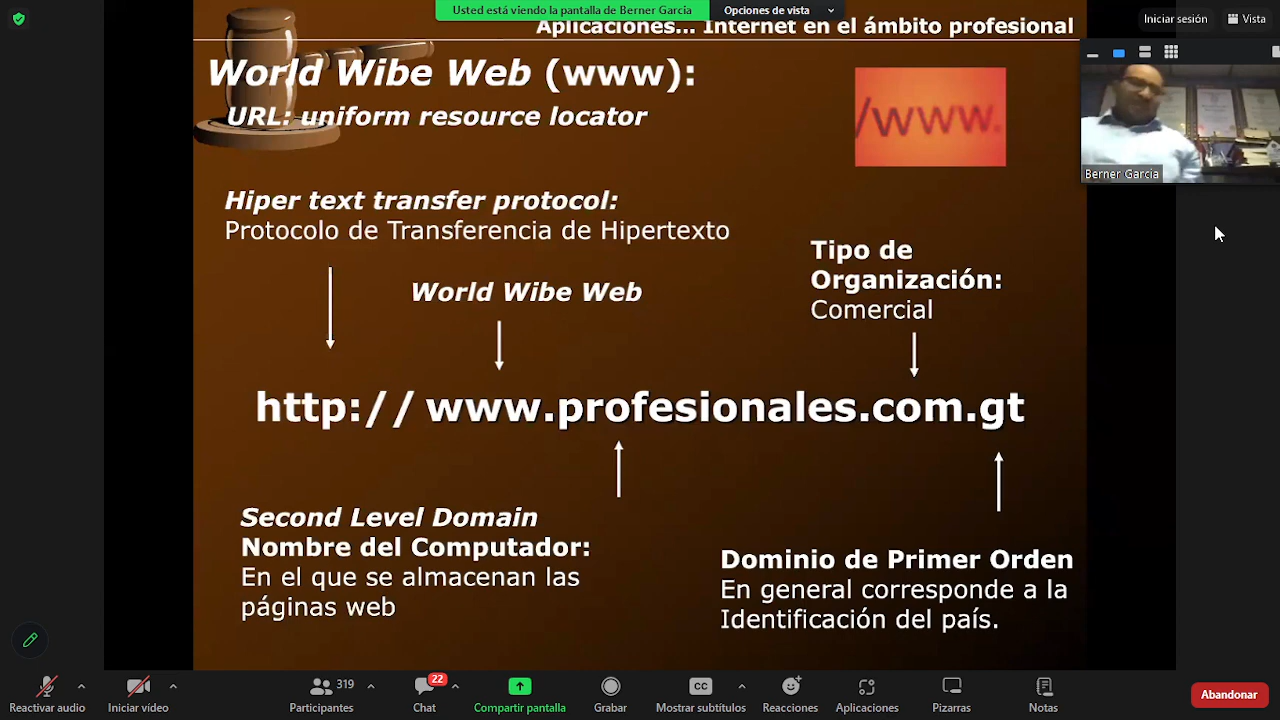 Usted está viendo la pantalla de Berner Garcia
Opciones de vista
Iniciar sesión
Vista
Aplicaciones... Internet en el ámbito profesional
World Wibe Web (www):
URL: uniform resource locator
/www.
Berner Garcia
Hiper text transfer protocol:
Protocolo de Transferencia de Hipertexto
Tipo de
Organización:
Comercial
World Wibe Web
http:// www.profesionales.com.gt
Second Level Domain
Nombre del Computador:
En el que se almacenan las
páginas web
Dominio de Primer Orden
En general corresponde a la
Identificación del país.
Reactivar audio
Iniciar vídeo
Participantes
319
Chat
22
Compartir pantalla
Grabar
CC
Mostrar subtítulos
Reacciones
Aplicaciones
Pizarras
Notas
Abandonar